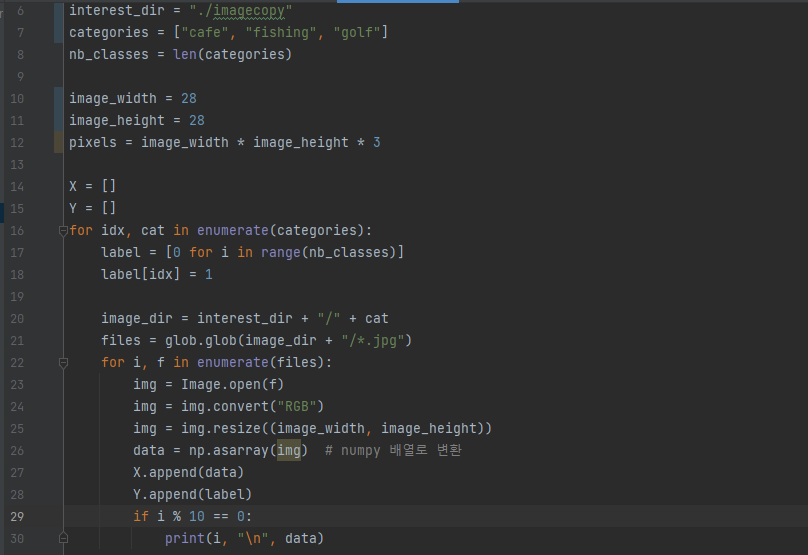 6 interest_dir = "./imagecopy"
7 categories = ["cafe", "fishing", "golf"]
8 nb_classes = len(categories)
9
10 image_width = 28
11 image_height = 28
12 pixels = image_width * image_height * 3
13
14 X = []
15 Y = []
16 for idx, cat in enumerate(categories):
17     label = [0 for i in range(nb_classes)]
18     label[idx] = 1
19
20     image_dir = interest_dir + "/" + cat
21     files = glob.glob(image_dir + "/*.jpg")
22     for i, f in enumerate(files):
23         img = Image.open(f)
24         img = img.convert("RGB")
25         img = img.resize((image_width, image_height))
26         data = np.asarray(img)  # numpy 배열로 변환
27         X.append(data)
28         Y.append(label)
29         if i % 10 == 0:
30             print(i, "\n", data)